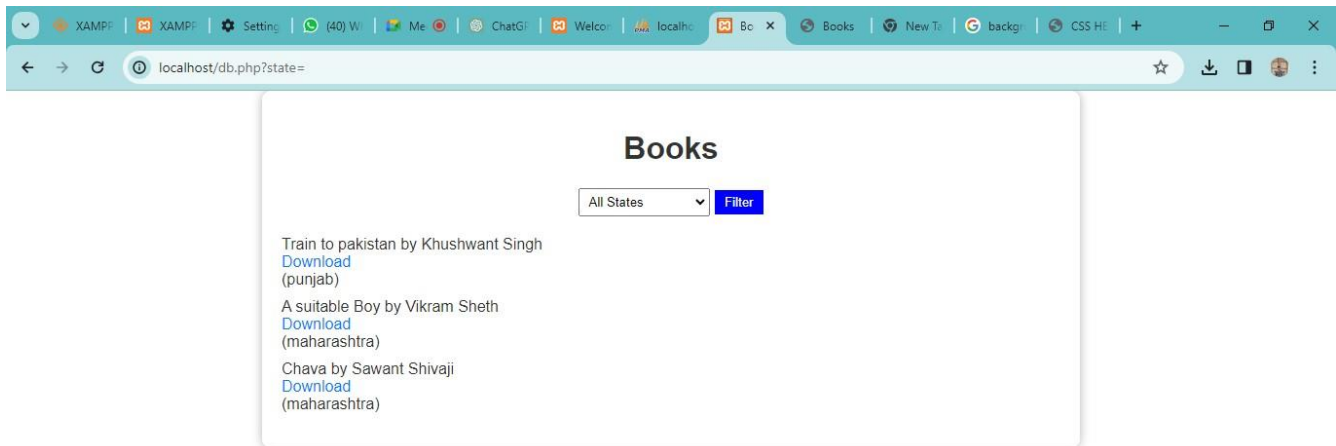 XAMPP
XAMPP
Setting
(40) W
Me
ChatGP
Welcor
localho
Bo
Books
New Ta
backgr
CSS HE
localhost/db.php?state=
Books
All States
Filter
Train to pakistan by Khushwant Singh
Download
(punjab)
A suitable Boy by Vikram Sheth
Download
(maharashtra)
Chava by Sawant Shivaji
Download
(maharashtra)